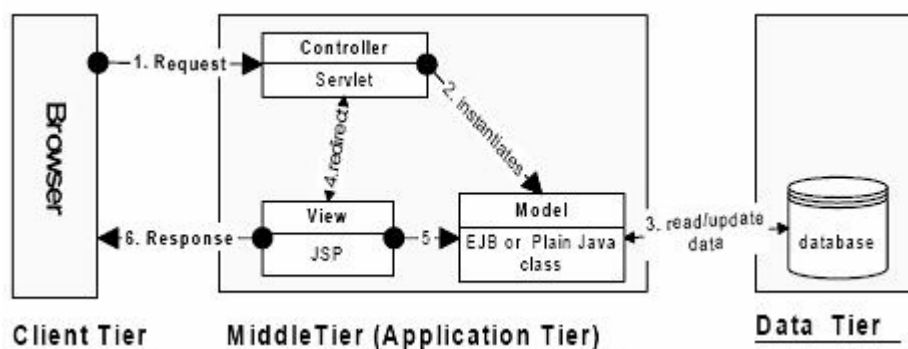 Browser
1. Request
Controller
Servlet
2. instantiates
4.redirect
View
JSP
5
Model
EJB or Plain Java
class
3. read/update
data
database
6. Response
Client Tier
MiddleTier (Application Tier)
Data Tier